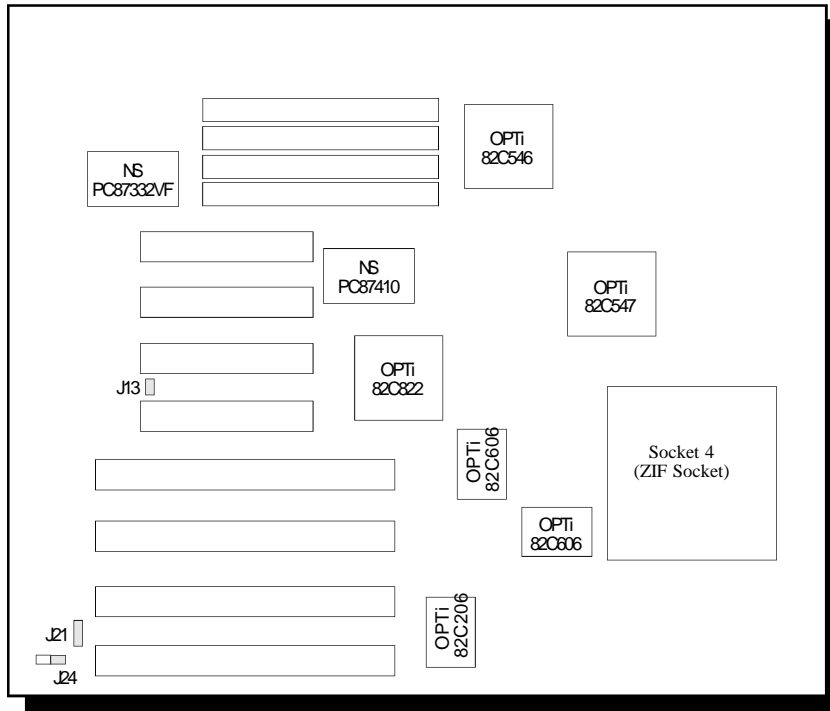 OPTi
82C546
NS
PC87332VF
NS
PC87410
OPTi
82C547
OPTi
82C822
J13
OPTi
82C606
Socket 4
(ZIF Socket)
OPTi
82C606
OPTi
82C206
J21
J24